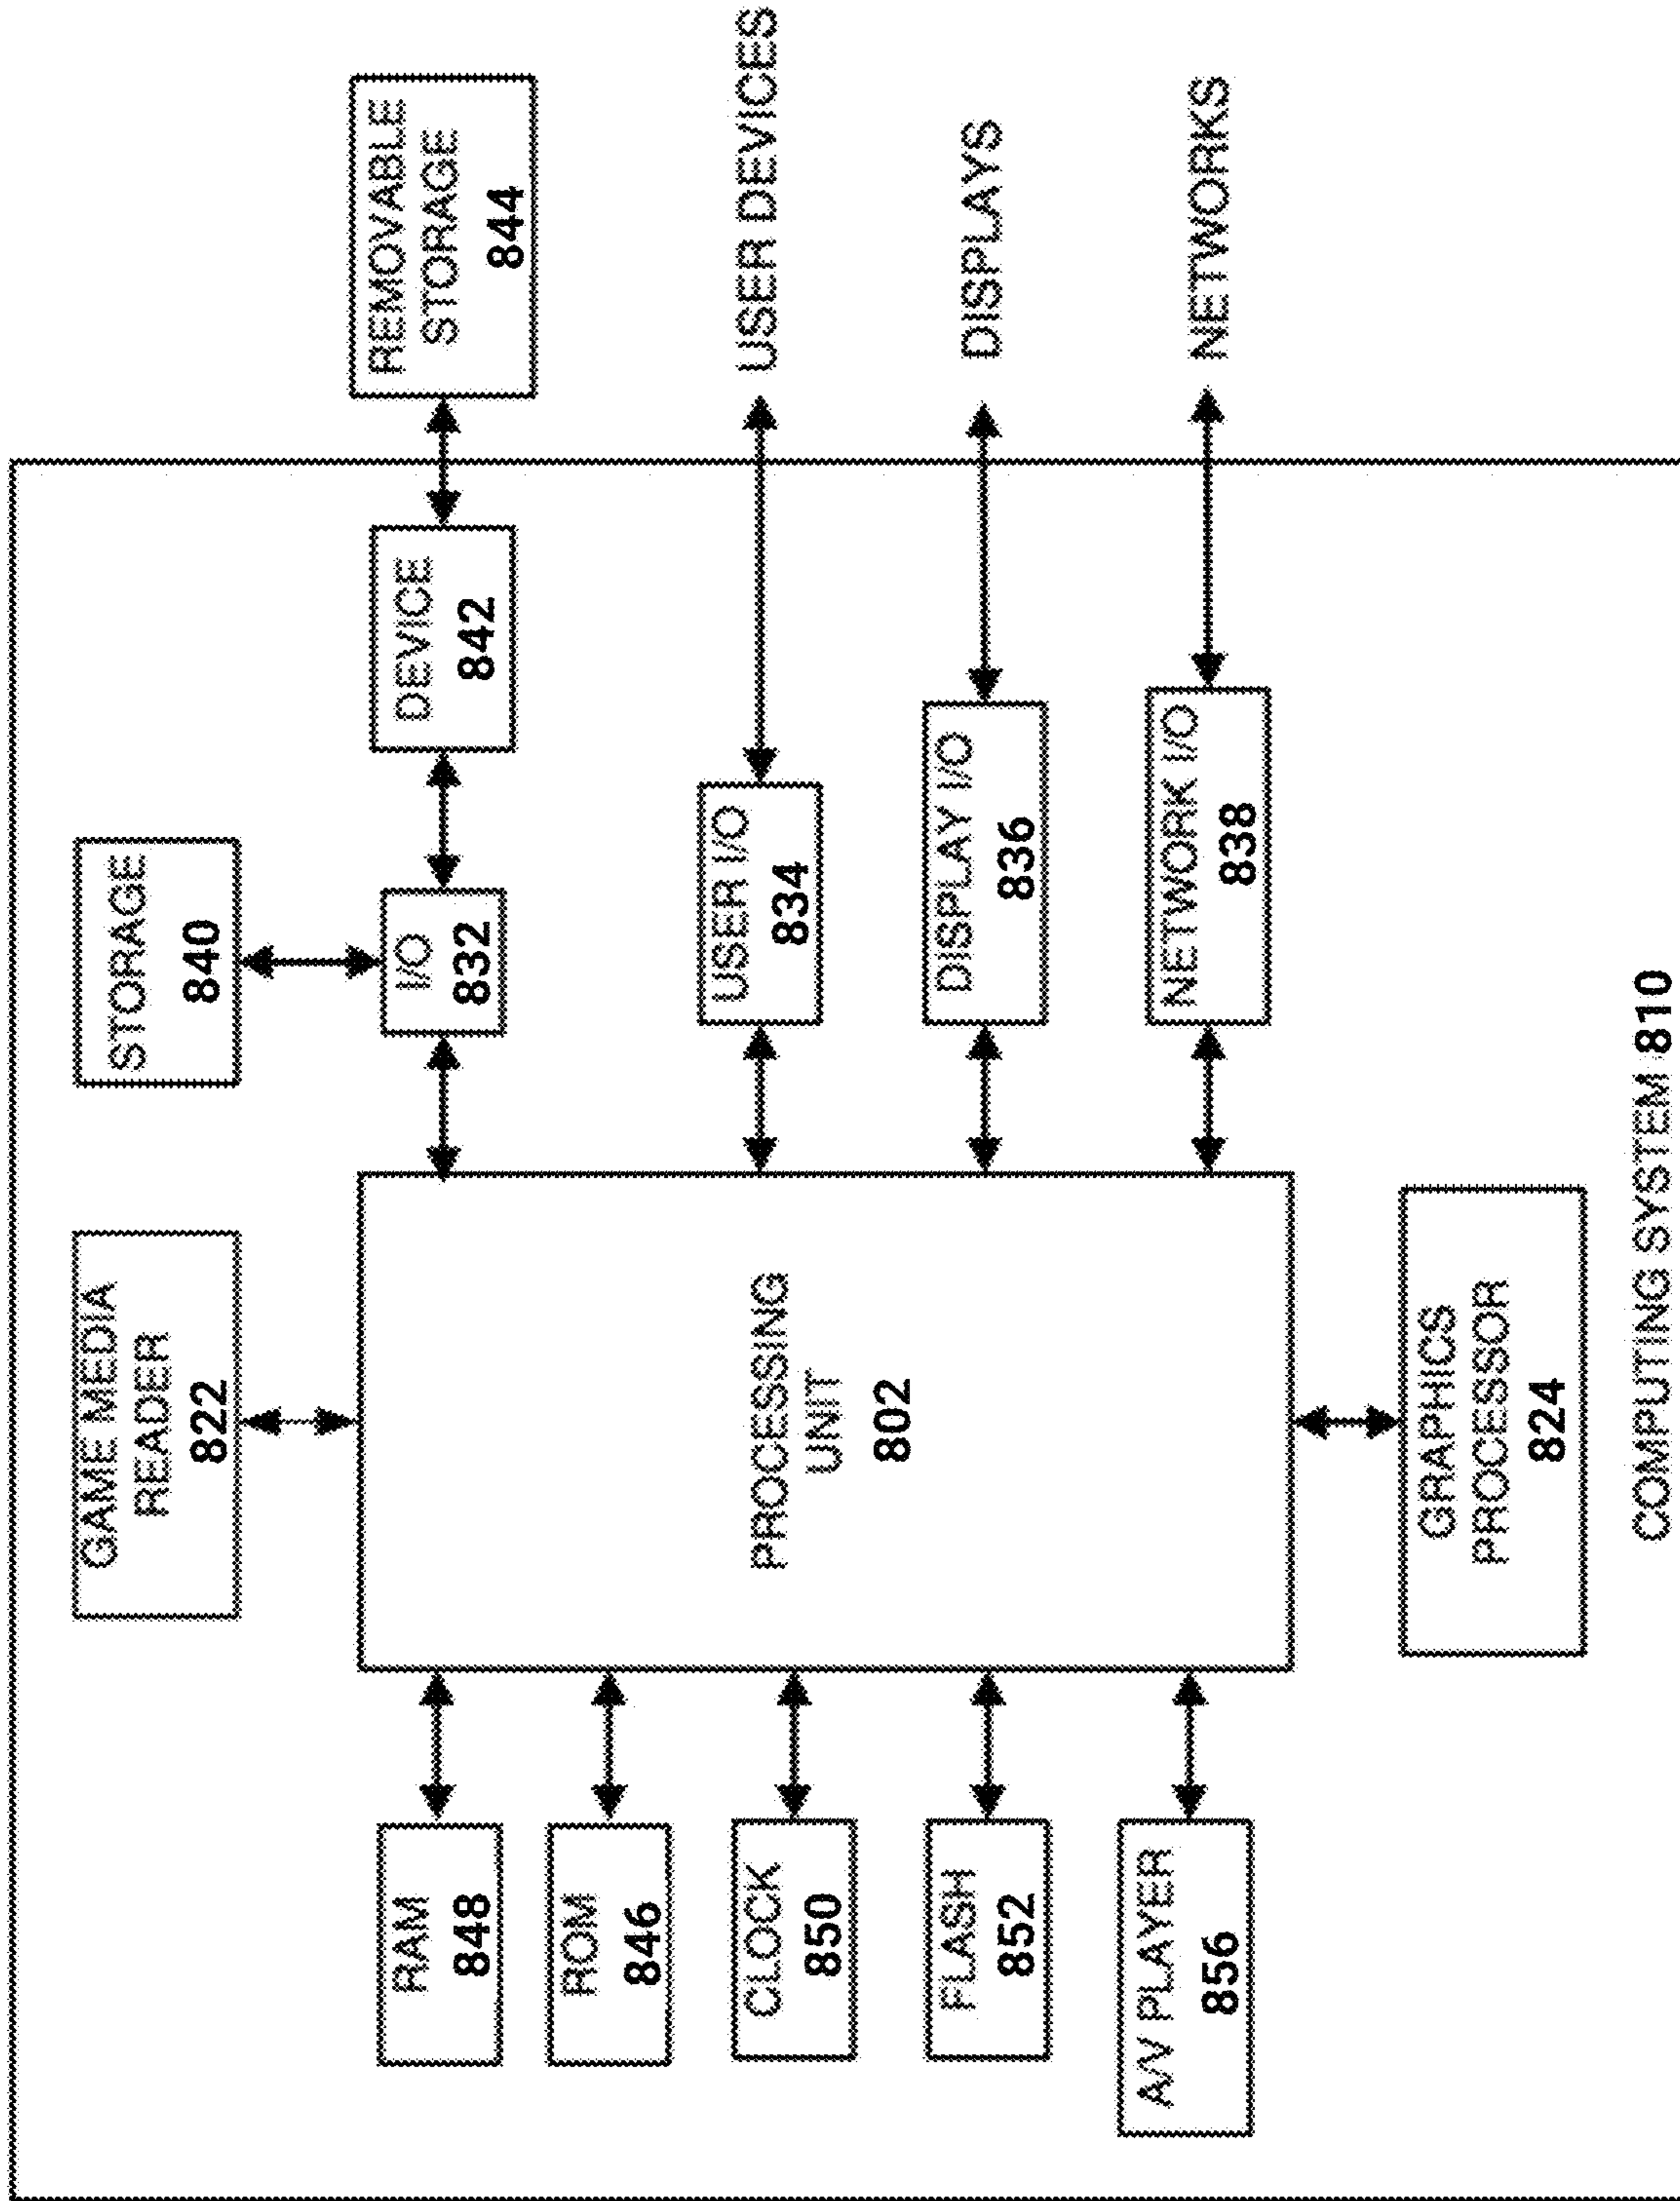 GAME MEDIA
READER
822
STORAGE
840
RAM
848
ROM
846
CLOCK
850
FLASH
852
A/V PLAYER
856
PROCESSING
UNIT
802
I/O
832
DEVICE
842
REMOVABLE
STORAGE
844
USER I/O
834
USER DEVICES
DISPLAY I/O
836
DISPLAYS
NETWORK I/O
838
NETWORKS
GRAPHICS
PROCESSOR
824
COMPUTING SYSTEM 810